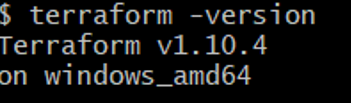 $ terraform -version
Terraform v1.10.4
on windows_amd64